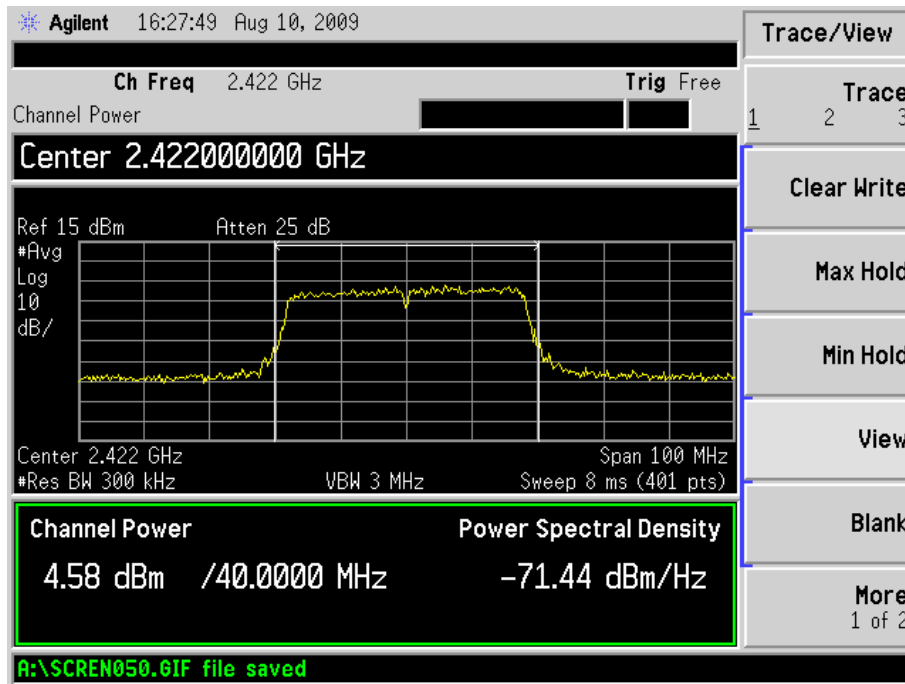 Agilent 16:27:49 Aug 10, 2009
Trace/View
Ch Freq 2.422 GHz Trig Free
Channel Power
Trace
1 2 3
Center 2.422000000 GHz
Clear Write
Ref 15 dBm Atten 25 dB
#Avg
Log
10
dB/
Max Hold
Min Hold
View
Center 2.422 GHz Span 100 MHz
#Res BW 300 kHz VBW 3 MHz Sweep 8 ms (401 pts)
Blank
Channel Power Power Spectral Density
4.58 dBm /40.0000 MHz -71.44 dBm/Hz
More
1 of 2
A:\SCREN050.GIF file saved